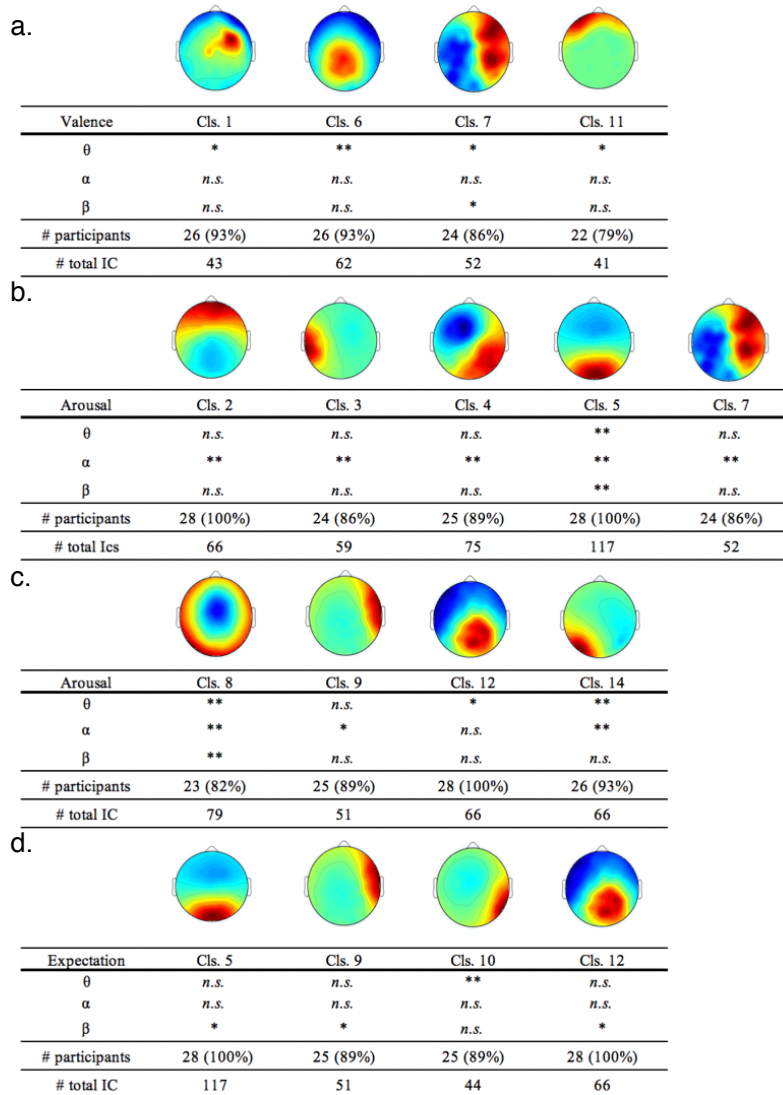 a.
Valence Cls. 1 Cls. 6 Cls. 7 Cls. 11
θ * ** * *
α n.s. n.s. n.s. n.s.
β n.s. n.s. * n.s.
# participants 26 (93%) 26 (93%) 24 (86%) 22 (79%)
# total IC 43 62 52 41
b.
Arousal Cls. 2 Cls. 3 Cls. 4 Cls. 5 Cls. 7
θ n.s. n.s. n.s. ** n.s.
α ** ** ** ** **
β n.s. n.s. n.s. ** n.s.
# participants 28 (100%) 24 (86%) 25 (89%) 28 (100%) 24 (86%)
# total Ics 66 59 75 117 52
c.
Arousal Cls. 8 Cls. 9 Cls. 12 Cls. 14
θ ** n.s. * **
α ** * n.s. **
β ** n.s. n.s. n.s.
# participants 23 (82%) 25 (89%) 28 (100%) 26 (93%)
# total IC 79 51 66 66
d.
Expectation Cls. 5 Cls. 9 Cls. 10 Cls. 12
θ n.s. n.s. ** n.s.
α n.s. n.s. n.s. n.s.
β * * n.s. *
# participants 28 (100%) 25 (89%) 25 (89%) 28 (100%)
# total IC 117 51 44 66